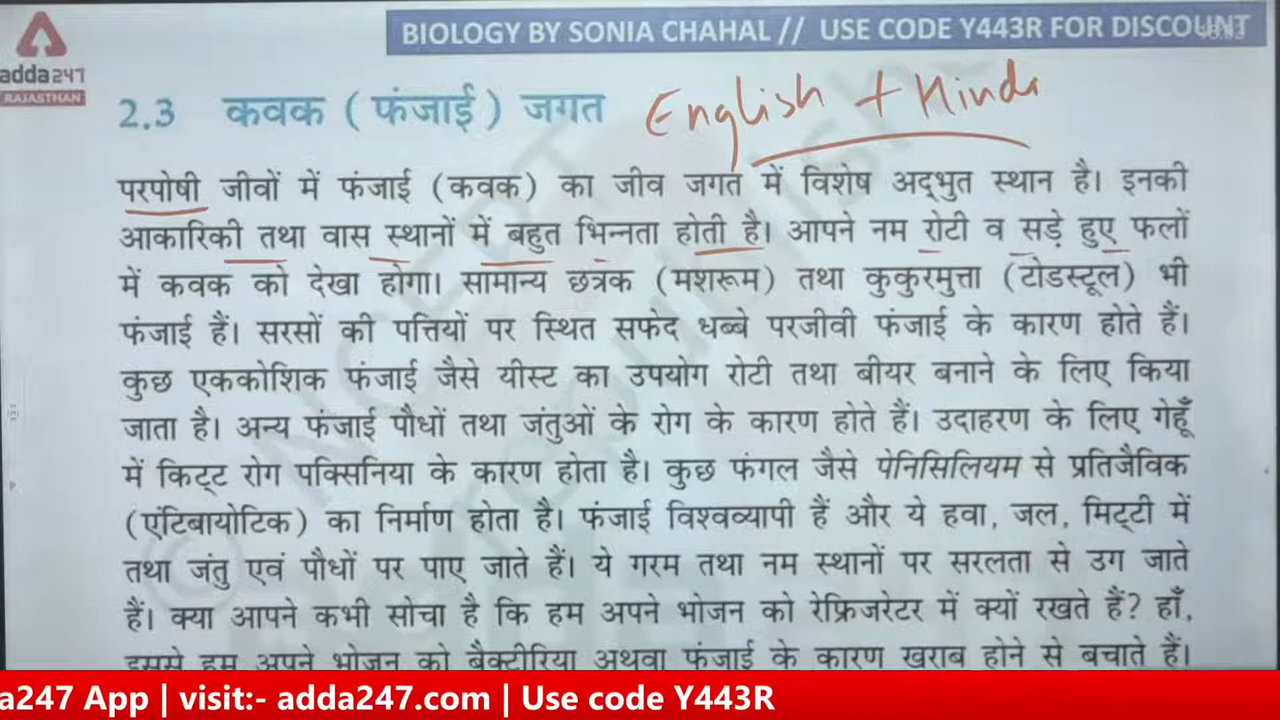 adda247
RAJASTHAN
BIOLOGY BY SONIA CHAHAL // USE CODE Y443R FOR DISCOUNT
2.3 कवक ( फंजाई ) जगत
English + Hindi
परपोषी जीवों में फंजाई (कवक) का जीव जगत में विशेष अद्भुत स्थान है। इनकी
आकारिकी तथा वास स्थानों में बहुत भिन्नता होती है। आपने नम रोटी व सड़े हुए फलों
में कवक को देखा होगा। सामान्य छत्रक (मशरूम) तथा कुकुरमुत्ता (टोडस्टूल) भी
फंजाई हैं। सरसों की पत्तियों पर स्थित सफेद धब्बे परजीवी फंजाई के कारण होते हैं।
कुछ एककोशिक फंजाई जैसे यीस्ट का उपयोग रोटी तथा बीयर बनाने के लिए किया
जाता है। अन्य फंजाई पौधों तथा जंतुओं के रोग के कारण होते हैं। उदाहरण के लिए गेहूँ
में किट्ट रोग पक्सिनिया के कारण होता है। कुछ फंगल जैसे पेनिसिलियम से प्रतिजैविक
(एंटिबायोटिक) का निर्माण होता है। फंजाई विश्वव्यापी हैं और ये हवा, जल, मिट्टी में
तथा जंतु एवं पौधों पर पाए जाते हैं। ये गरम तथा नम स्थानों पर सरलता से उग जाते
हैं। क्या आपने कभी सोचा है कि हम अपने भोजन को रेफ्रिजरेटर में क्यों रखते हैं? हाँ,
इससे हम अपने भोजन को बैक्टीरिया अथवा फंजाई के कारण खराब होने से बचाते हैं।
a247 App | visit:- adda247.com | Use code Y443R